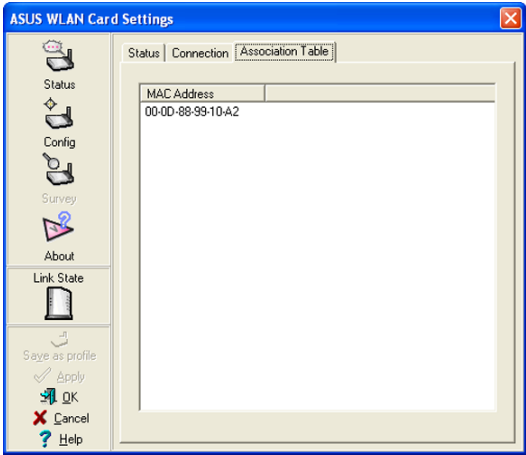 ASUS WLAN Card Settings
Status
Config
Survey
About
Link State
Save as profile
Apply
OK
Cancel
Help
Status Connection Association Table
MAC Address
00-0D-88-99-10-A2